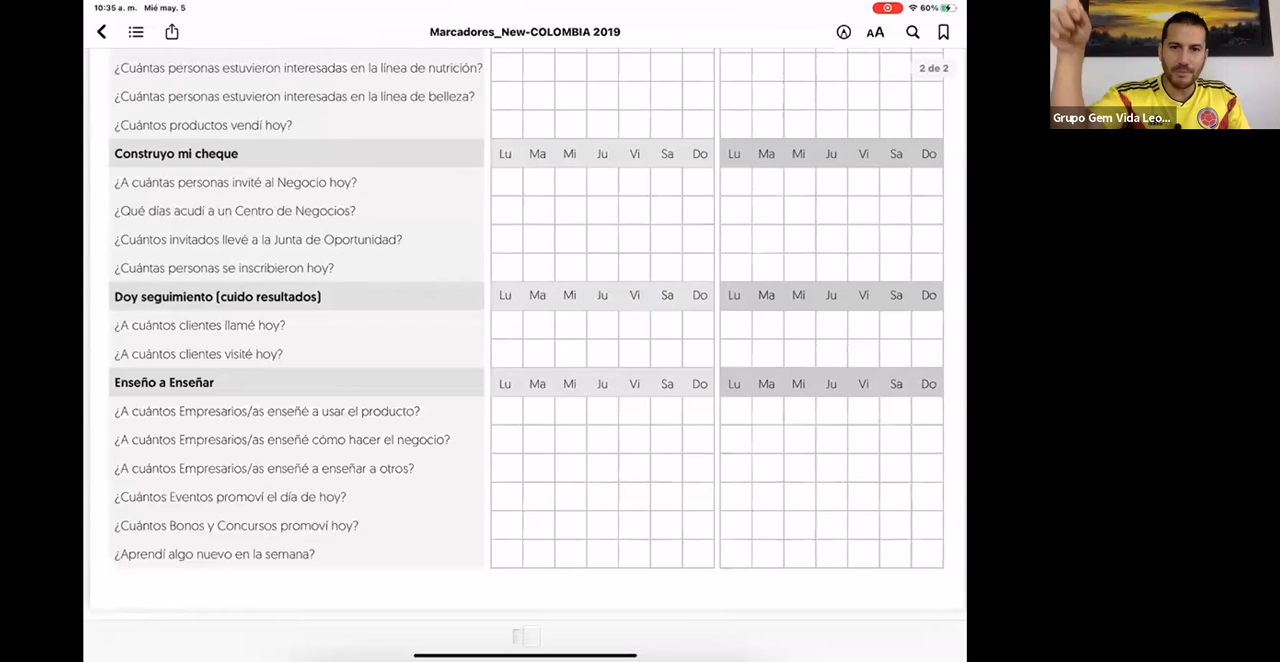 10:35 a. m. Mié may. 5
60%
Marcadores_New-COLOMBIA 2019
AA
2 de 2
¿Cuántas personas estuvieron interesadas en la línea de nutrición?
¿Cuántas personas estuvieron interesadas en la línea de belleza?
¿Cuántos productos vendí hoy?
Construyo mi cheque Lu Ma Mi Ju Vi Sa Do Lu Ma Mi Ju Vi Sa Do
¿A cuántas personas invité al Negocio hoy?
¿Qué días acudí a un Centro de Negocios?
¿Cuántos invitados llevé a la Junta de Oportunidad?
¿Cuántas personas se inscribieron hoy?
Doy seguimiento (cuido resultados) Lu Ma Mi Ju Vi Sa Do Lu Ma Mi Ju Vi Sa Do
¿A cuántos clientes llamé hoy?
¿A cuántos clientes visité hoy?
Enseño a Enseñar Lu Ma Mi Ju Vi Sa Do Lu Ma Mi Ju Vi Sa Do
¿A cuántos Empresarios/as enseñé a usar el producto?
¿A cuántos Empresarios/as enseñé cómo hacer el negocio?
¿A cuántos Empresarios/as enseñé a enseñar a otros?
¿Cuántos Eventos promoví el día de hoy?
¿Cuántos Bonos y Concursos promoví hoy?
¿Aprendí algo nuevo en la semana?
Grupo Gem Vida Leo...